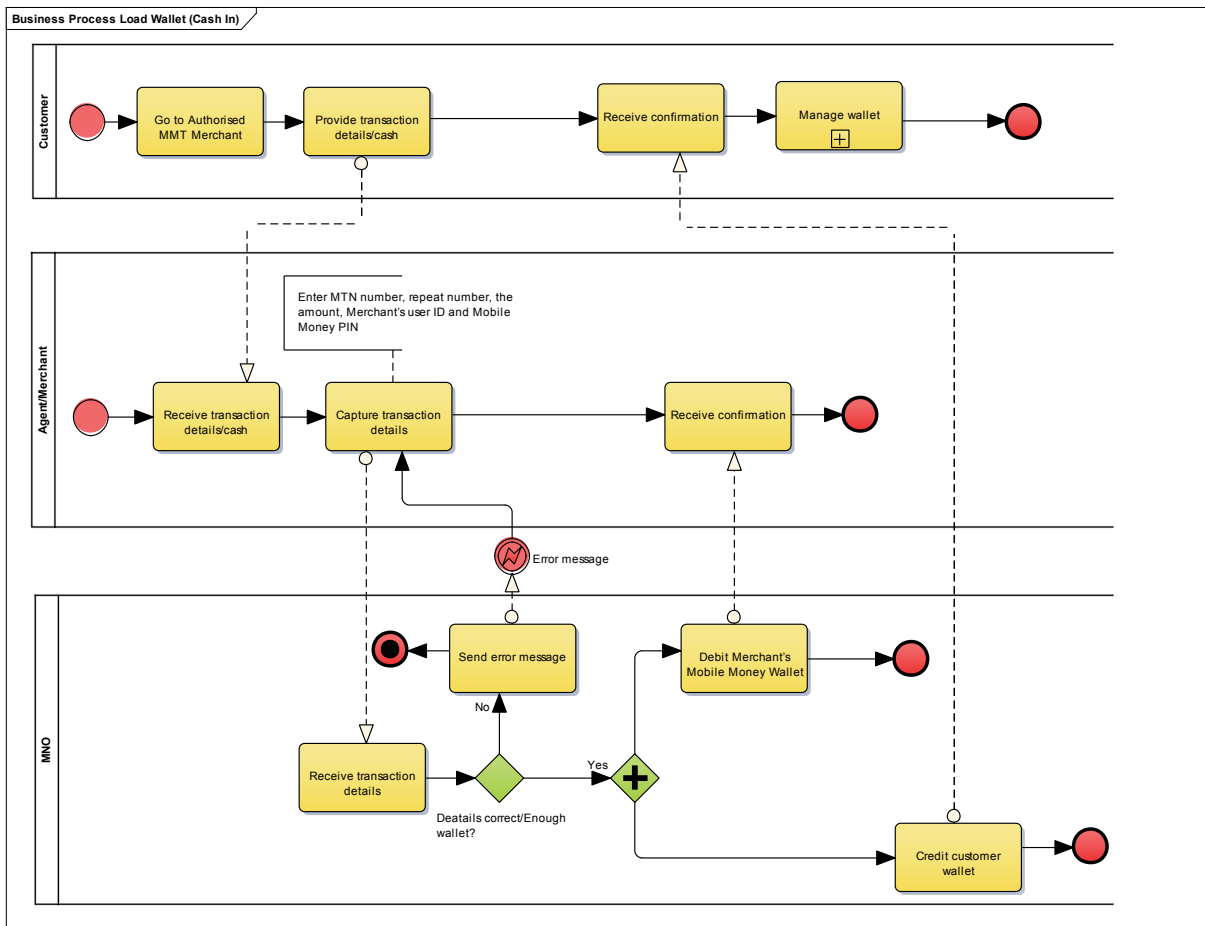 Business Process Load Wallet (Cash In)
Customer
Go to Authorised
MMT Merchant
Provide transaction
details/cash
Receive confirmation
Manage wallet
Agent/Merchant
Enter MTN number, repeat number, the
amount, Merchant's user ID and Mobile
Money PIN
Receive transaction
details/cash
Capture transaction
details
Receive confirmation
Error message
MNO
Send error message
Debit Merchant's
Mobile Money Wallet
No
Yes
Receive transaction
details
Deatails correct/Enough
wallet?
Credit customer
wallet